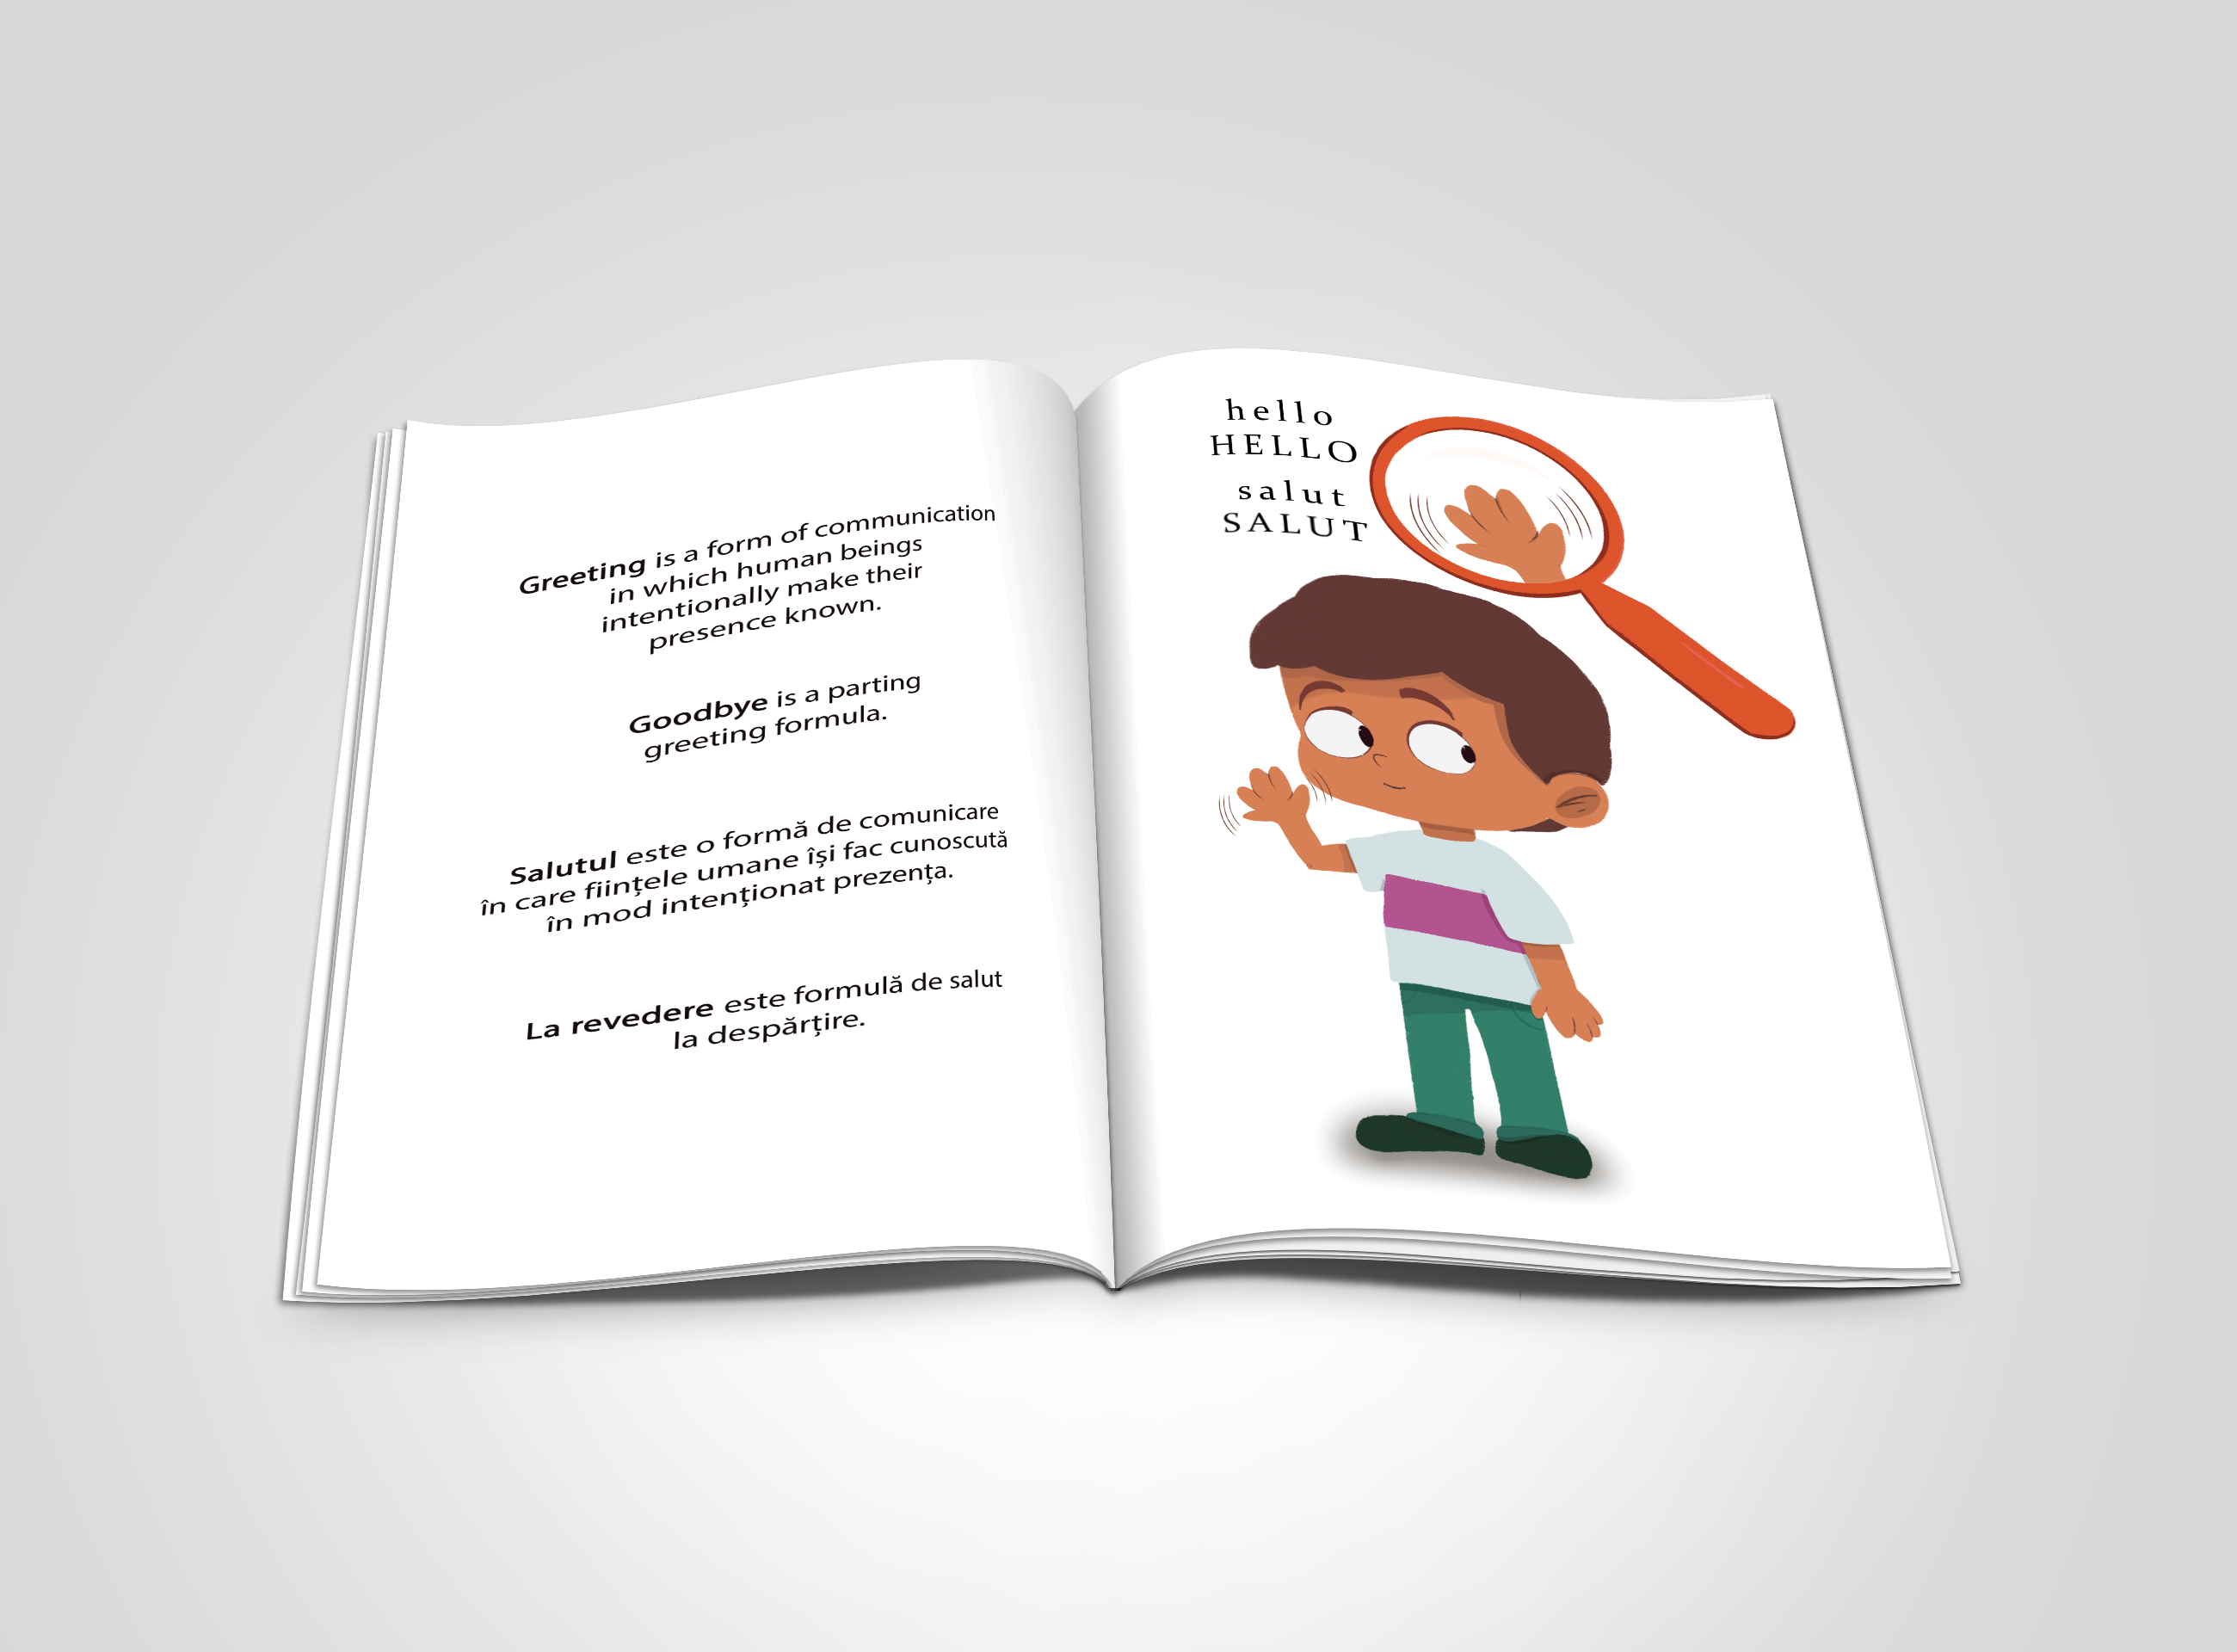 Greeting is a form of communication
in which human beings
intentionally make their
presence known.
Goodbye is a parting
greeting formula.
Salutul este o formă de comunicare
în care ființele umane își fac cunoscută
în mod intenționat prezența.
La revedere este formulă de salut
la despărțire.
hello
HELLO
salut
SALUT